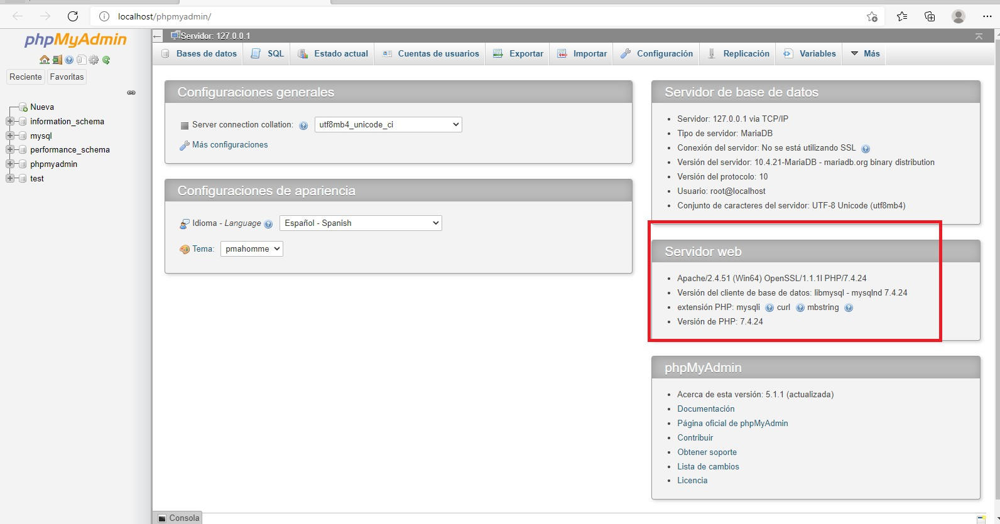 localhost/phpmyadmin/
phpMyAdmin
Reciente Favoritas
Nueva
information_schema
mysql
performance_schema
phpmyadmin
test
Servidor: 127.0.0.1
Bases de datos SQL Estado actual Cuentas de usuarios Exportar Importar Configuración Replicación Variables Más
Configuraciones generales
Server connection collation: utf8mb4_unicode_ci
Más configuraciones
Configuraciones de apariencia
Idioma - Language Español - Spanish
Tema: pmahomme
Servidor de base de datos
Servidor: 127.0.0.1 via TCP/IP
Tipo de servidor: MariaDB
Conexión del servidor: No se está utilizando SSL
Versión del servidor: 10.4.21-MariaDB - mariadb.org binary distribution
Versión del protocolo: 10
Usuario: root@localhost
Conjunto de caracteres del servidor: UTF-8 Unicode (utf8mb4)
Servidor web
Apache/2.4.51 (Win64) OpenSSL/1.1.1l PHP/7.4.24
Versión del cliente de base de datos: libmysql - mysqlnd 7.4.24
extensión PHP: mysqli curl mbstring
Versión de PHP: 7.4.24
phpMyAdmin
Acerca de esta versión: 5.1.1 (actualizada)
Documentación
Página oficial de phpMyAdmin
Contribuir
Obtener soporte
Lista de cambios
Licencia
Consola